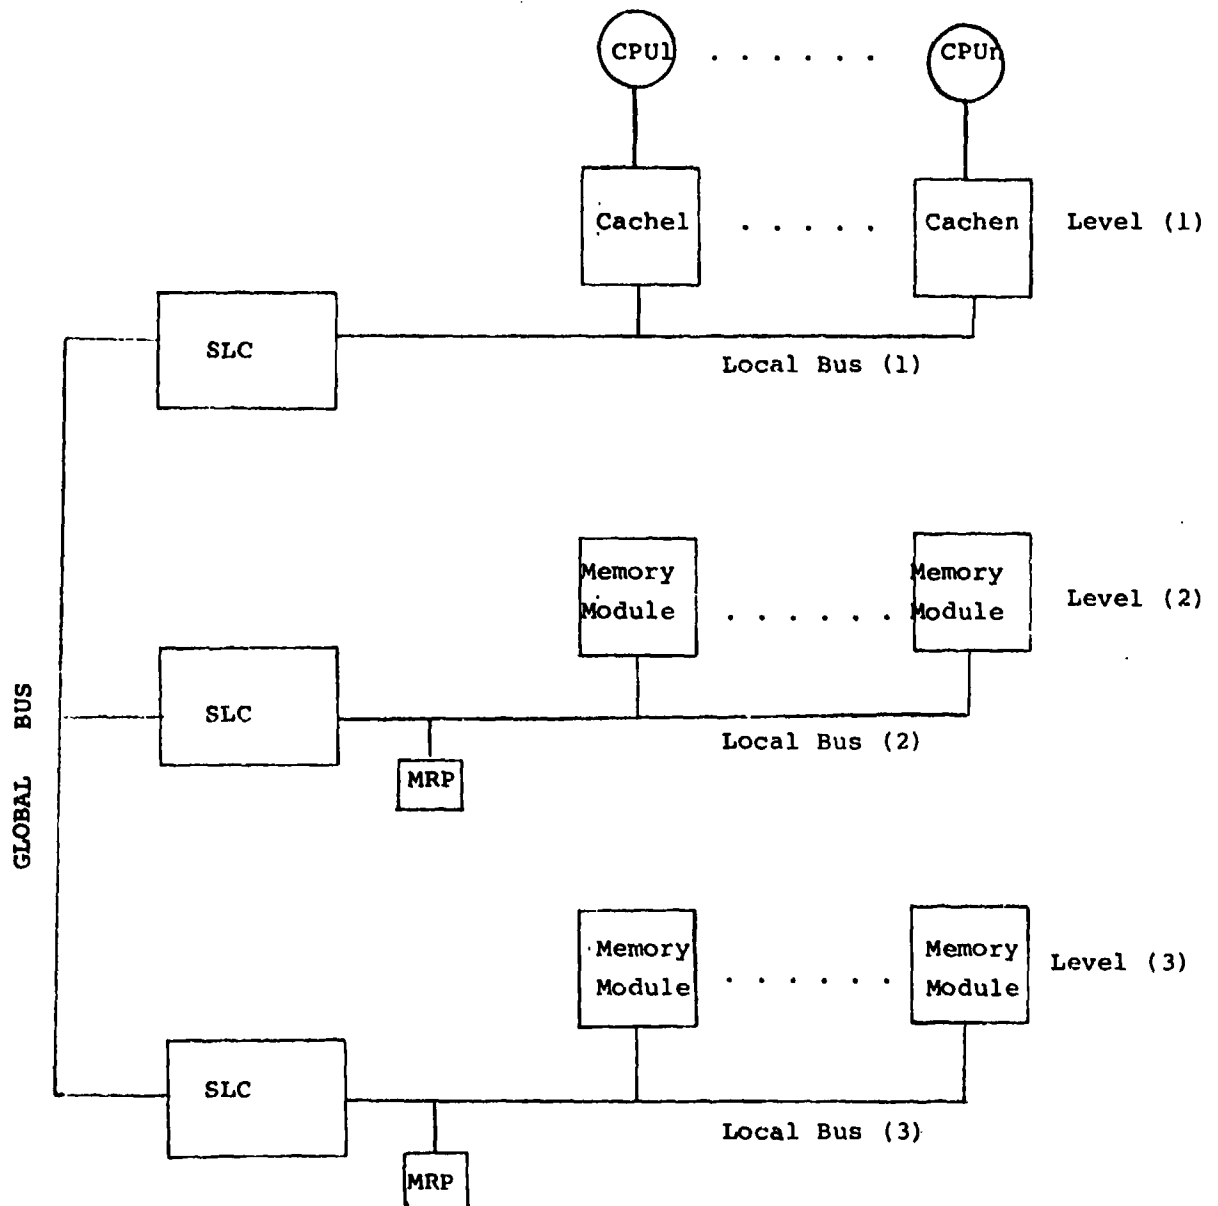 CPU1 . . . . . . CPUn
Cache1 . . . . . Cachen Level (1)
SLC
Local Bus (1)
Memory Module . . . . . . Memory Module Level (2)
SLC
Local Bus (2)
MRP
GLOBAL BUS
Memory Module . . . . . . Memory Module Level (3)
SLC
Local Bus (3)
MRP